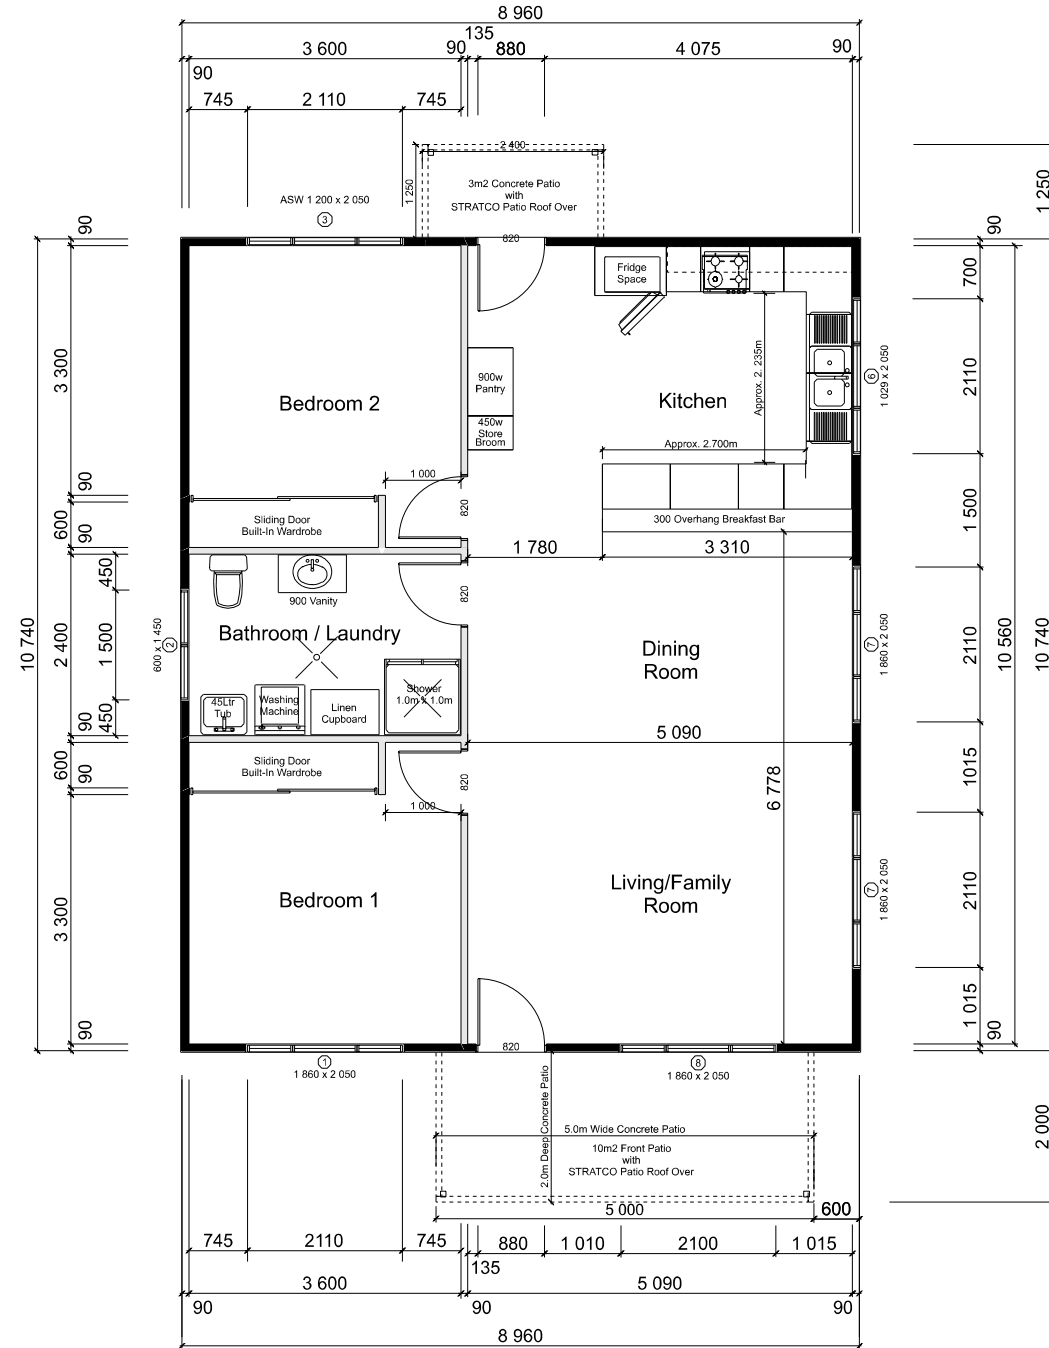 8 960
135
3 600
90
880
4 075
90
90
745
2 110
745
2 400
1 250
3m2 Concrete Patio
with
STRATCO Patio Roof Over
ASW 1 200 x 2 050
3
1 250
90
820
90
Fridge
Space
700
3 300
Bedroom 2
900w
Pantry
450w
Store
Broom
Kitchen
Approx. 2. 235m
Approx. 2.700m
6
1 029 x 2 050
2110
90
1 000
820
600
90
Sliding Door
Built-In Wardrobe
300 Overhang Breakfast Bar
1 500
1 780
3 310
450
900 Vanity
820
10 740
2 400
1 500
600 x 1 450
2
Bathroom / Laundry
Dining
Room
7
1 860 x 2 050
2110
10 560
10 740
45Ltr
Tub
Washing
Machine
Linen
Cupboard
Shower
1.0m x 1.0m
450
90
5 090
600
90
Sliding Door
Built-In Wardrobe
820
1 000
6 778
1015
3 300
Bedroom 1
Living/Family
Room
7
1 860 x 2 050
2110
1 015
90
90
820
1
1 860 x 2 050
8
1 860 x 2 050
2.0m Deep Concrete Patio
5.0m Wide Concrete Patio
10m2 Front Patio
with
STRATCO Patio Roof Over
2 000
5 000
600
745
2110
745
880
1 010
2100
1 015
135
3 600
5 090
90
90
90
8 960